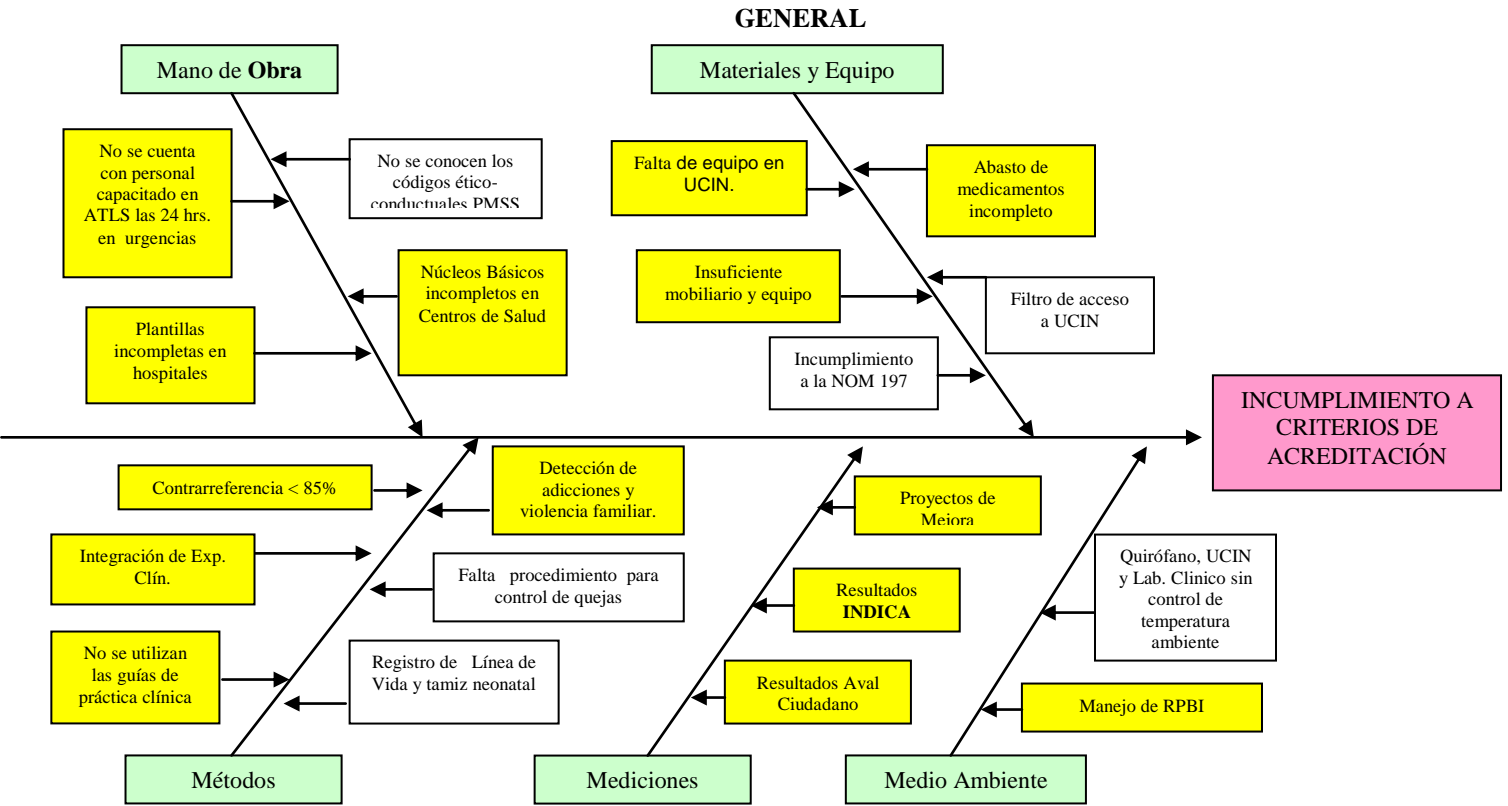 GENERAL
Mano de Obra
Materiales y Equipo
No se cuenta
con personal
capacitado en
ATLS las 24 hrs.
en urgencias
No se conocen los
códigos ético-
conductuales PMSS
Núcleos Básicos
incompletos en
Centros de Salud
Plantillas
incompletas en
hospitales
Falta de equipo en
UCIN.
Abasto de
medicamentos
incompleto
Insuficiente
mobiliario y equipo
Filtro de acceso
a UCIN
Incumplimiento
a la NOM 197
INCUMPLIMIENTO A
CRITERIOS DE
ACREDITACIÓN
Contrarreferencia < 85%
Detección de
adicciones y
violencia familiar.
Integración de Exp.
Clín.
Falta procedimiento para
control de quejas
No se utilizan
las guías de
práctica clínica
Registro de Línea de
Vida y tamiz neonatal
Proyectos de
Mejora
Resultados
INDICA
Resultados Aval
Ciudadano
Quirófano, UCIN
y Lab. Clinico sin
control de
temperatura
ambiente
Manejo de RPBI
Métodos
Mediciones
Medio Ambiente